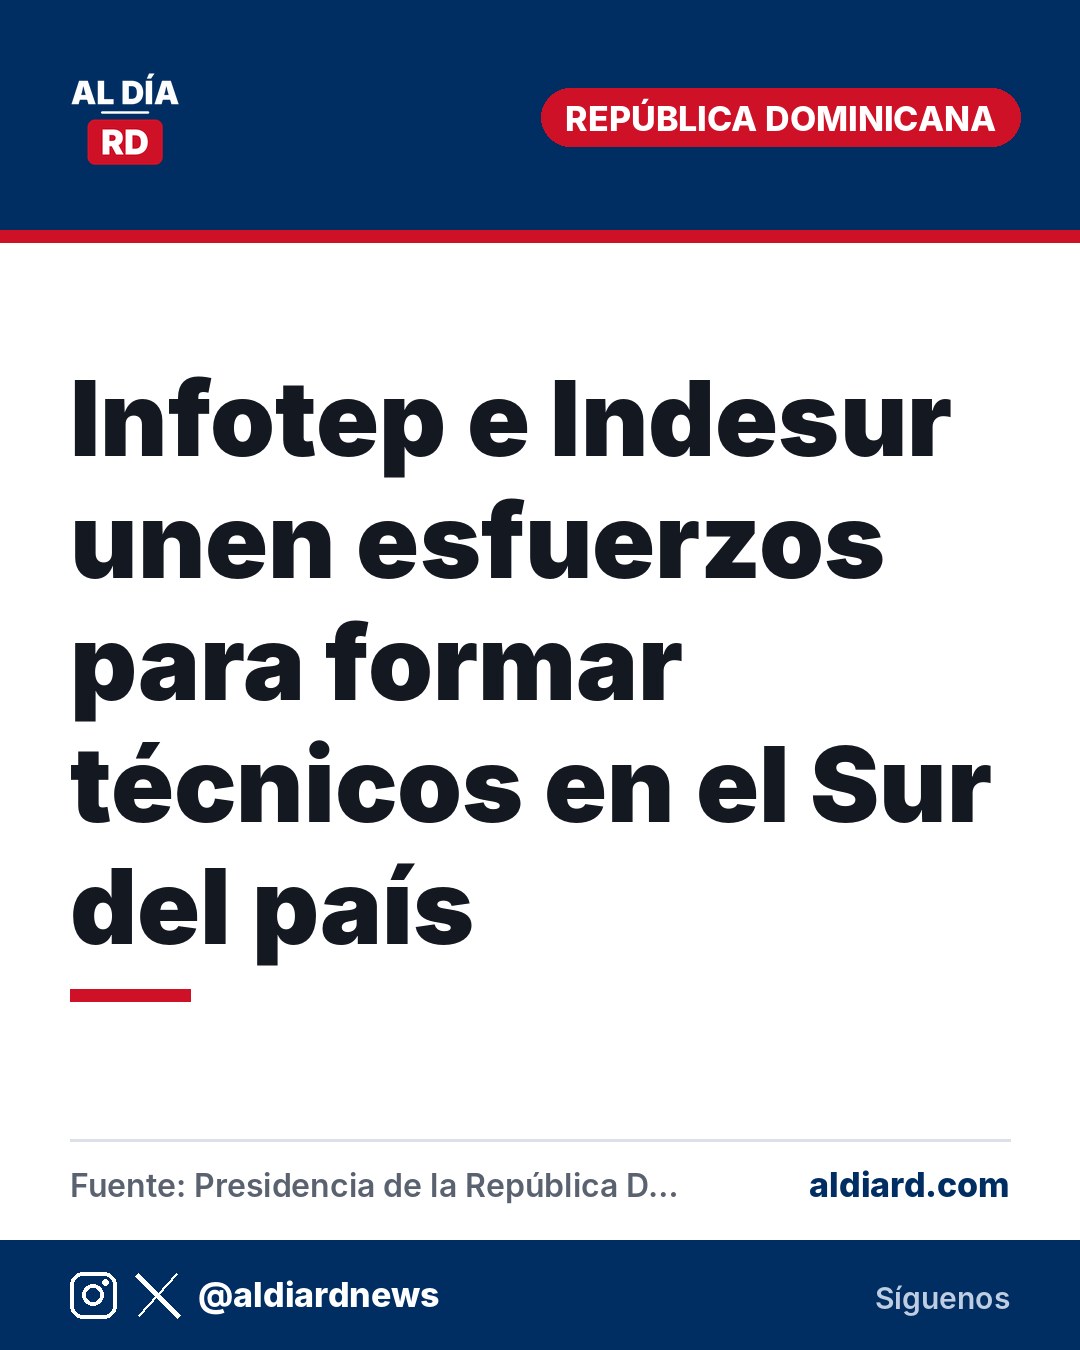 AL DÍA
RD
REPÚBLICA DOMINICANA
Infotep e Indesur
unen esfuerzos
para formar
técnicos en el Sur
del país
Fuente: Presidencia de la República D...
aldiard.com
@aldiardnews
Síguenos